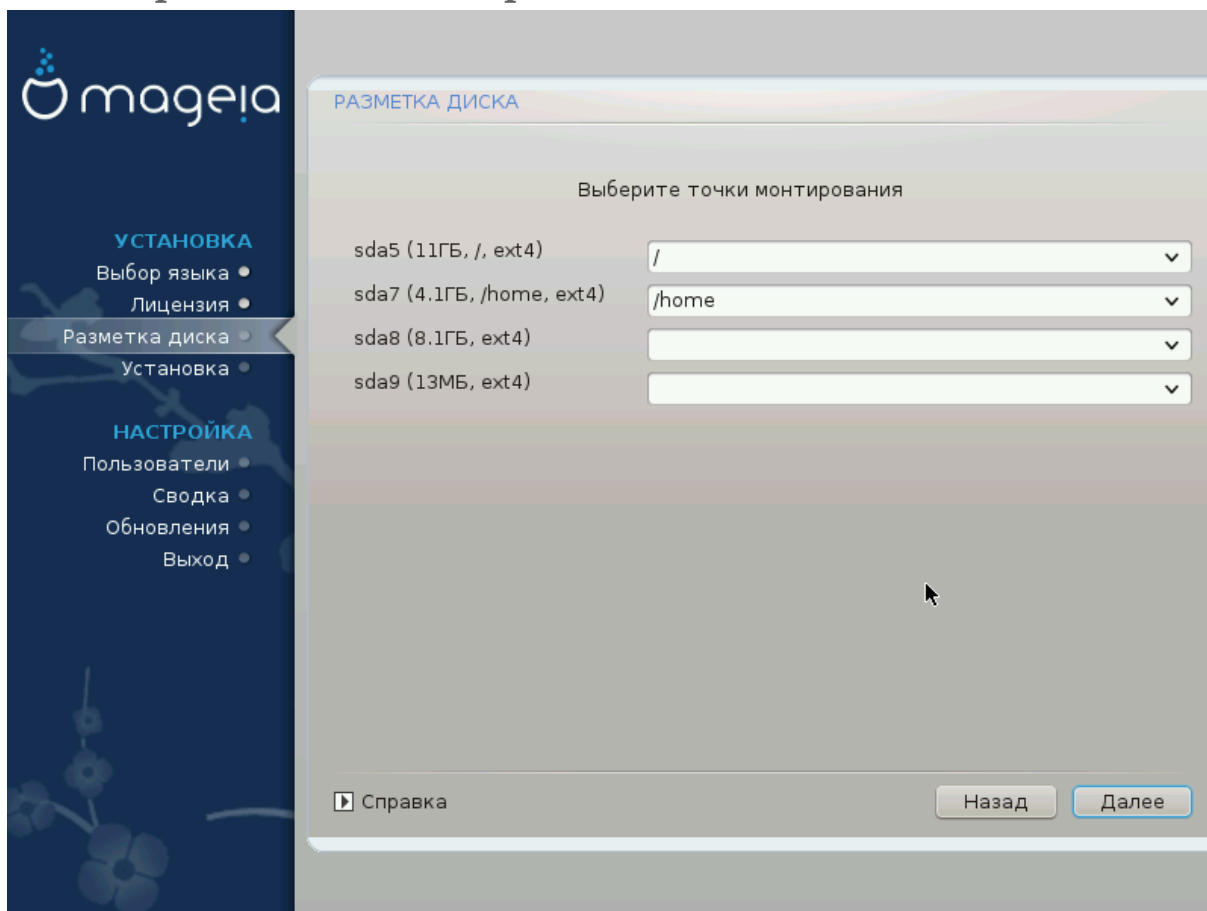 mageia
РАЗМЕТКА ДИСКА
Выберите точки монтирования
УСТАНОВКА
Выбор языка
Лицензия
Разметка диска
Установка
НАСТРОЙКА
Пользователи
Сводка
Обновления
Выход
sda5 (11ГБ, /, ext4)
/
sda7 (4.1ГБ, /home, ext4)
/home
sda8 (8.1ГБ, ext4)
sda9 (13МБ, ext4)
Справка
Назад
Далее